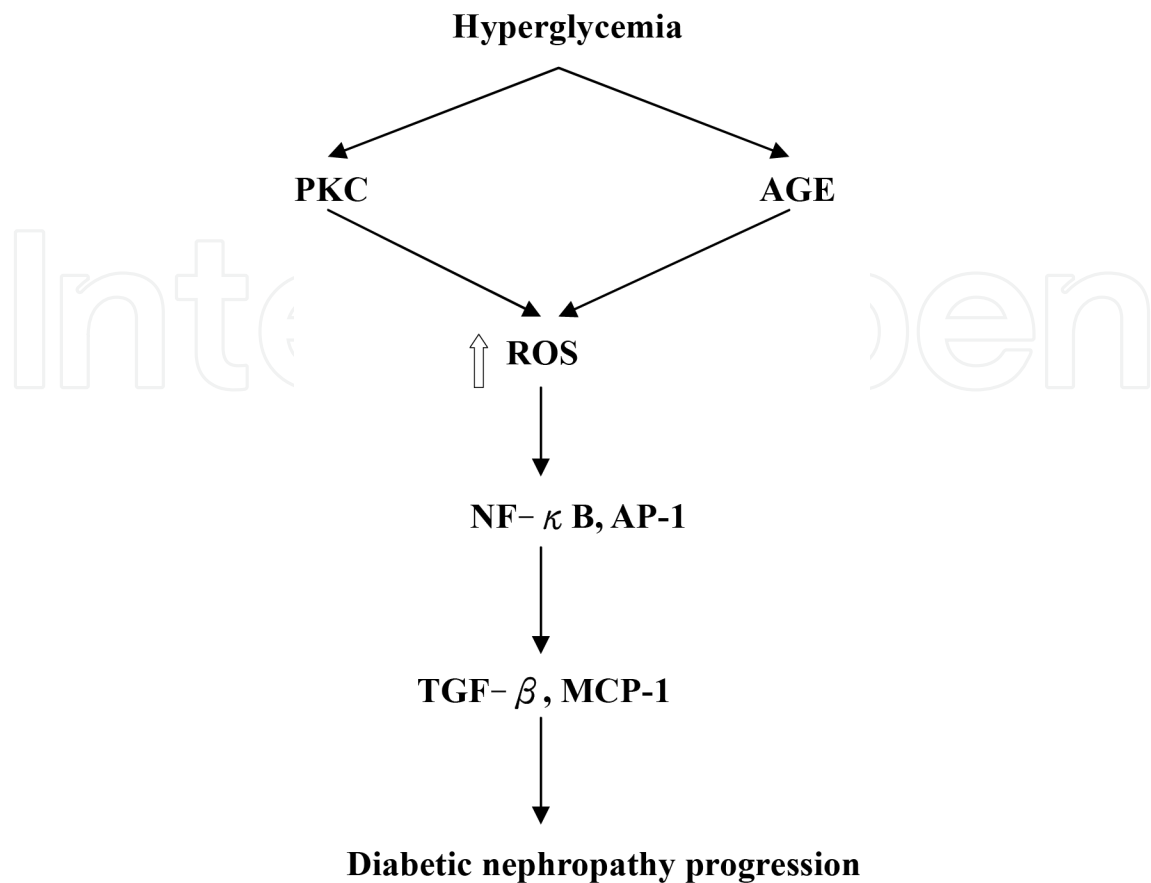 Hyperglycemia
PKC AGE
ROS
NF-κB, AP-1
TGF-β, MCP-1
Diabetic nephropathy progression